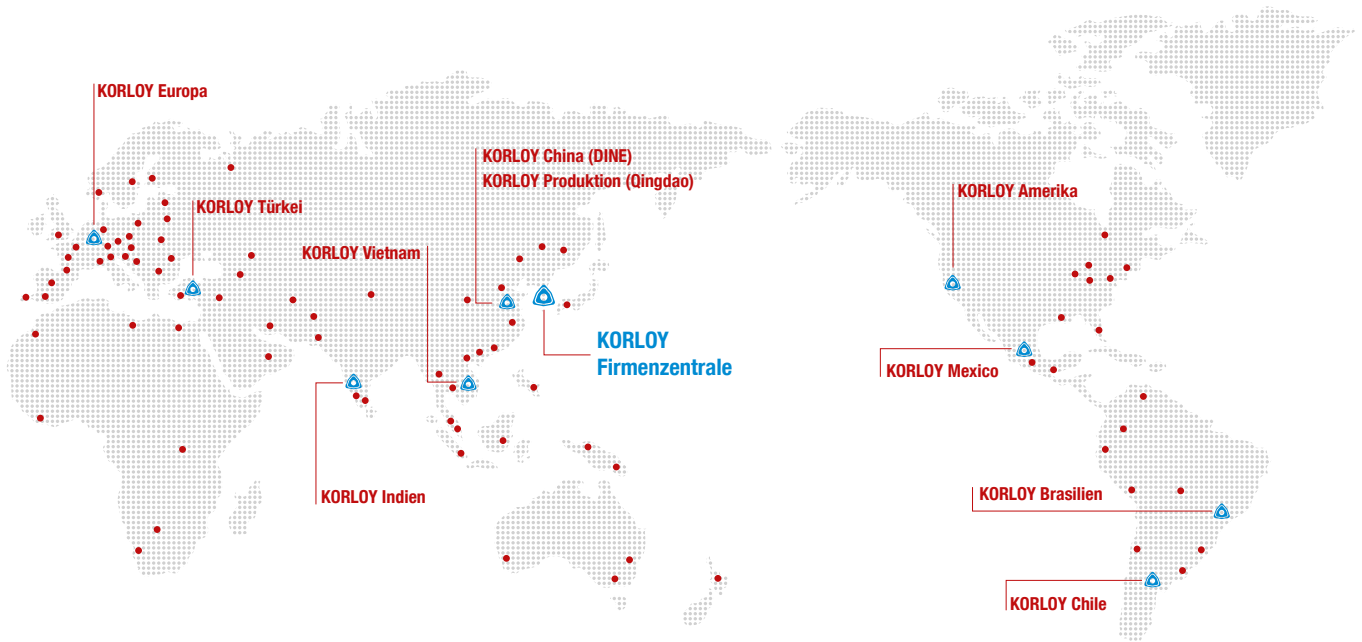 KORLOY Europa
KORLOY China (DINE)
KORLOY Produktion (Qingdao)
KORLOY Amerika
KORLOY Türkei
KORLOY Vietnam
KORLOY
Firmenzentrale
KORLOY Mexico
KORLOY Indien
KORLOY Brasilien
KORLOY Chile